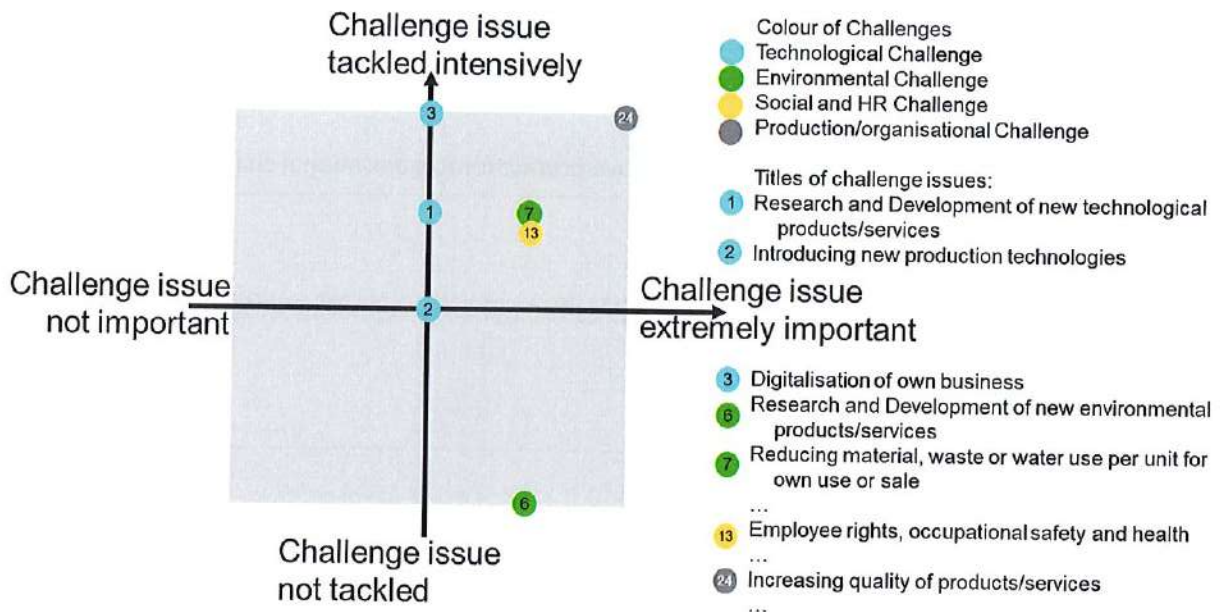 Challenge issue
tackled intensively
3
24
1
7
13
Challenge issue
not important
2
Challenge issue
extremely important
6
Challenge issue
not tackled
Colour of Challenges
Technological Challenge
Environmental Challenge
Social and HR Challenge
Production/organisational Challenge
Titles of challenge issues:
1 Research and Development of new technological
products/services
2 Introducing new production technologies
3 Digitalisation of own business
6 Research and Development of new environmental
products/services
7 Reducing material, waste or water use per unit for
own use or sale
...
13 Employee rights, occupational safety and health
...
24 Increasing quality of products/services
...